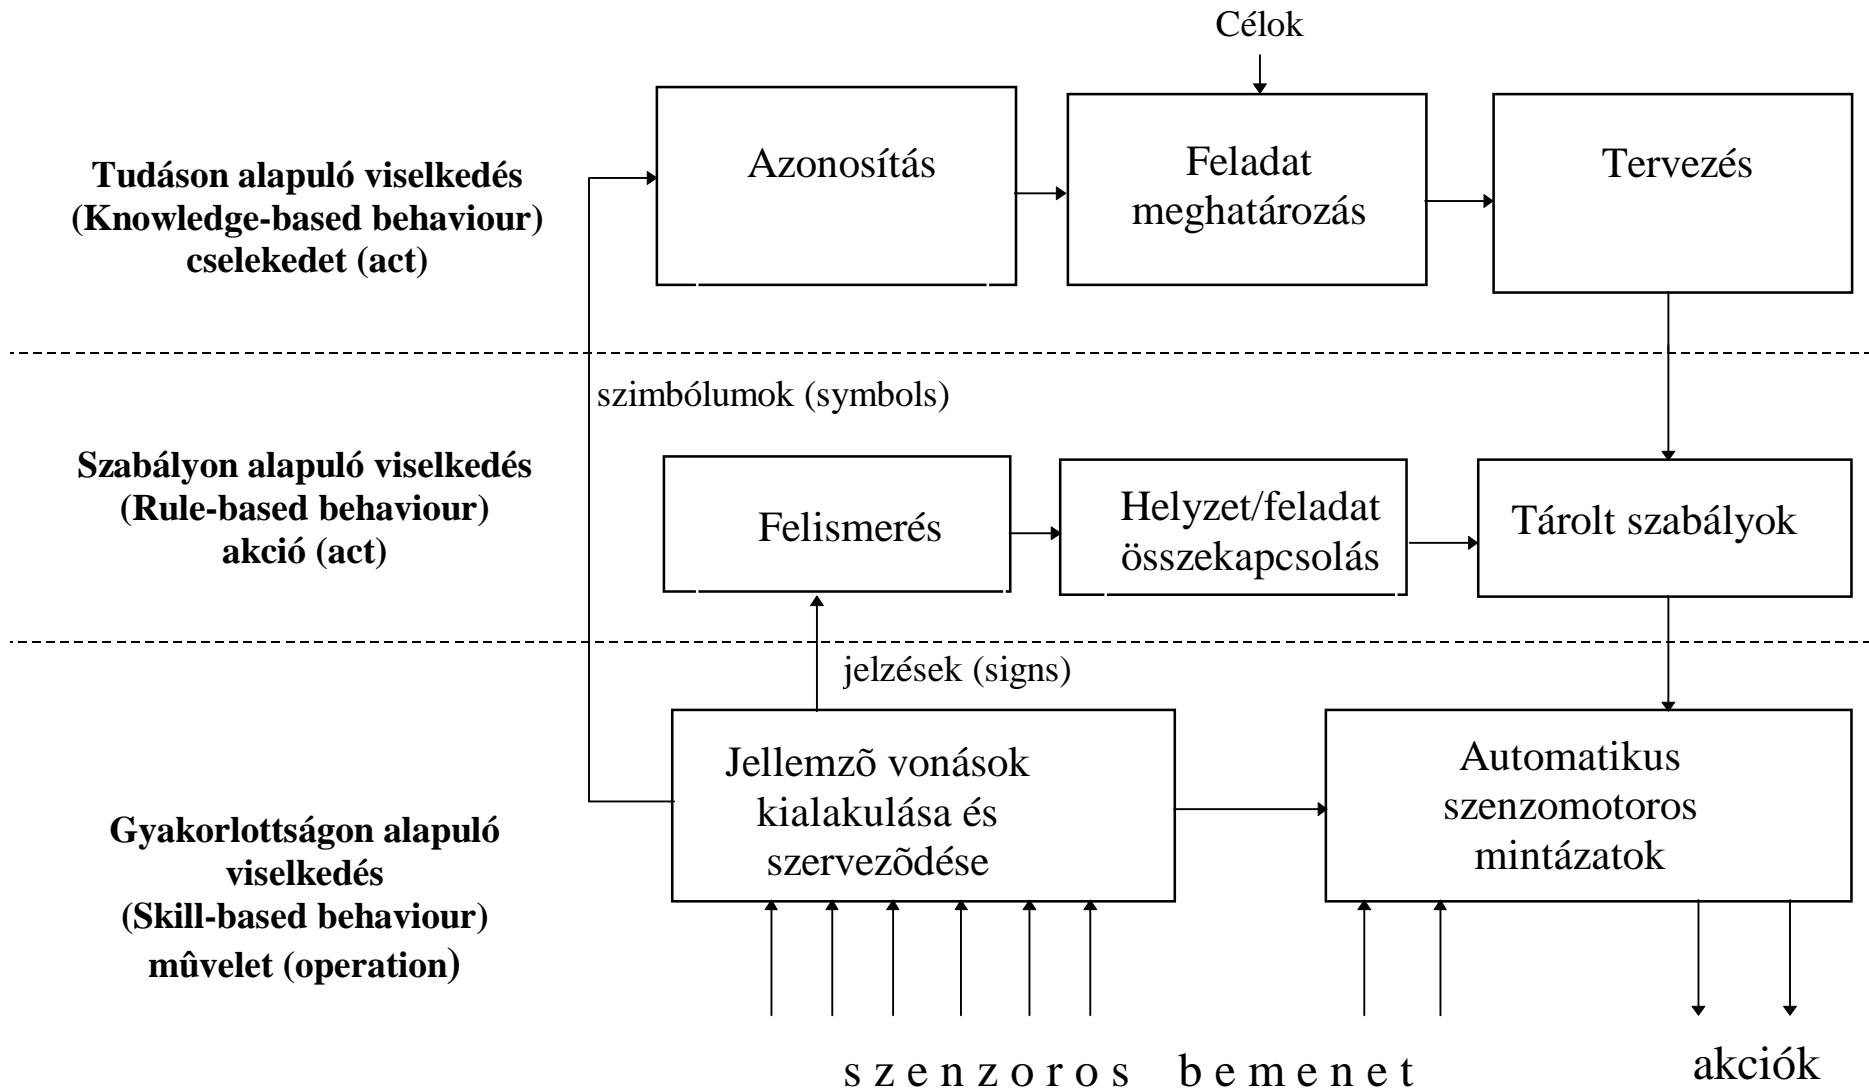 Célok
Tudáson alapuló viselkedés
(Knowledge-based behaviour)
cselekedet (act)
Azonosítás
Feladat
meghatározás
Tervezés
szimbólumok (symbols)
Szabályon alapuló viselkedés
(Rule-based behaviour)
akció (act)
Felismerés
Helyzet/feladat
összekapcsolás
Tárolt szabályok
jelzések (signs)
Gyakorlottságon alapuló
viselkedés
(Skill-based behaviour)
mûvelet (operation)
Jellemzõ vonások
kialakulása és
szervezõdése
Automatikus
szenzomotoros
mintázatok
szenzoros bemenet
akciók